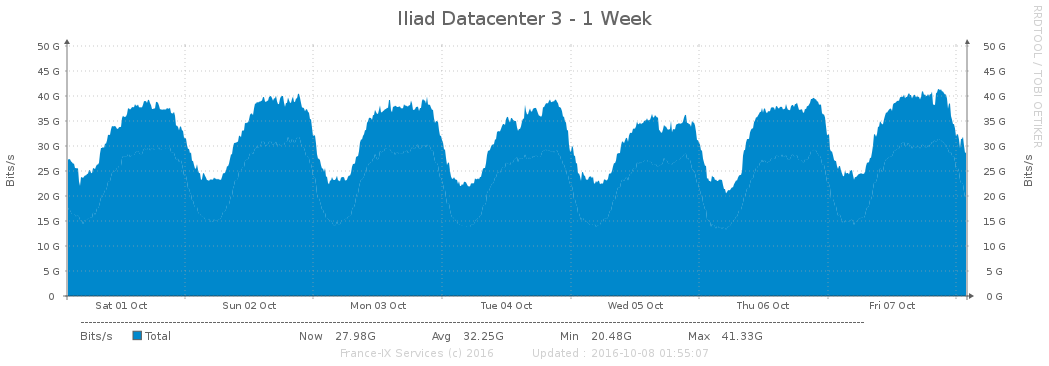 Iliad Datacenter 3 - 1 Week
RRDTOOL / TOBI OETIKER
Bits/s
50 G 50 G
45 G 45 G
40 G 40 G
35 G 35 G
30 G 30 G
25 G 25 G
20 G 20 G
15 G 15 G
10 G 10 G
5 G 5 G
0 0 G
Bits/s
Sat 01 Oct Sun 02 Oct Mon 03 Oct Tue 04 Oct Wed 05 Oct Thu 06 Oct Fri 07 Oct
Bits/s Total Now 27.98G Avg 32.25G Min 20.48G Max 41.33G
France-IX Services (c) 2016 Updated : 2016-10-08 01:55:07